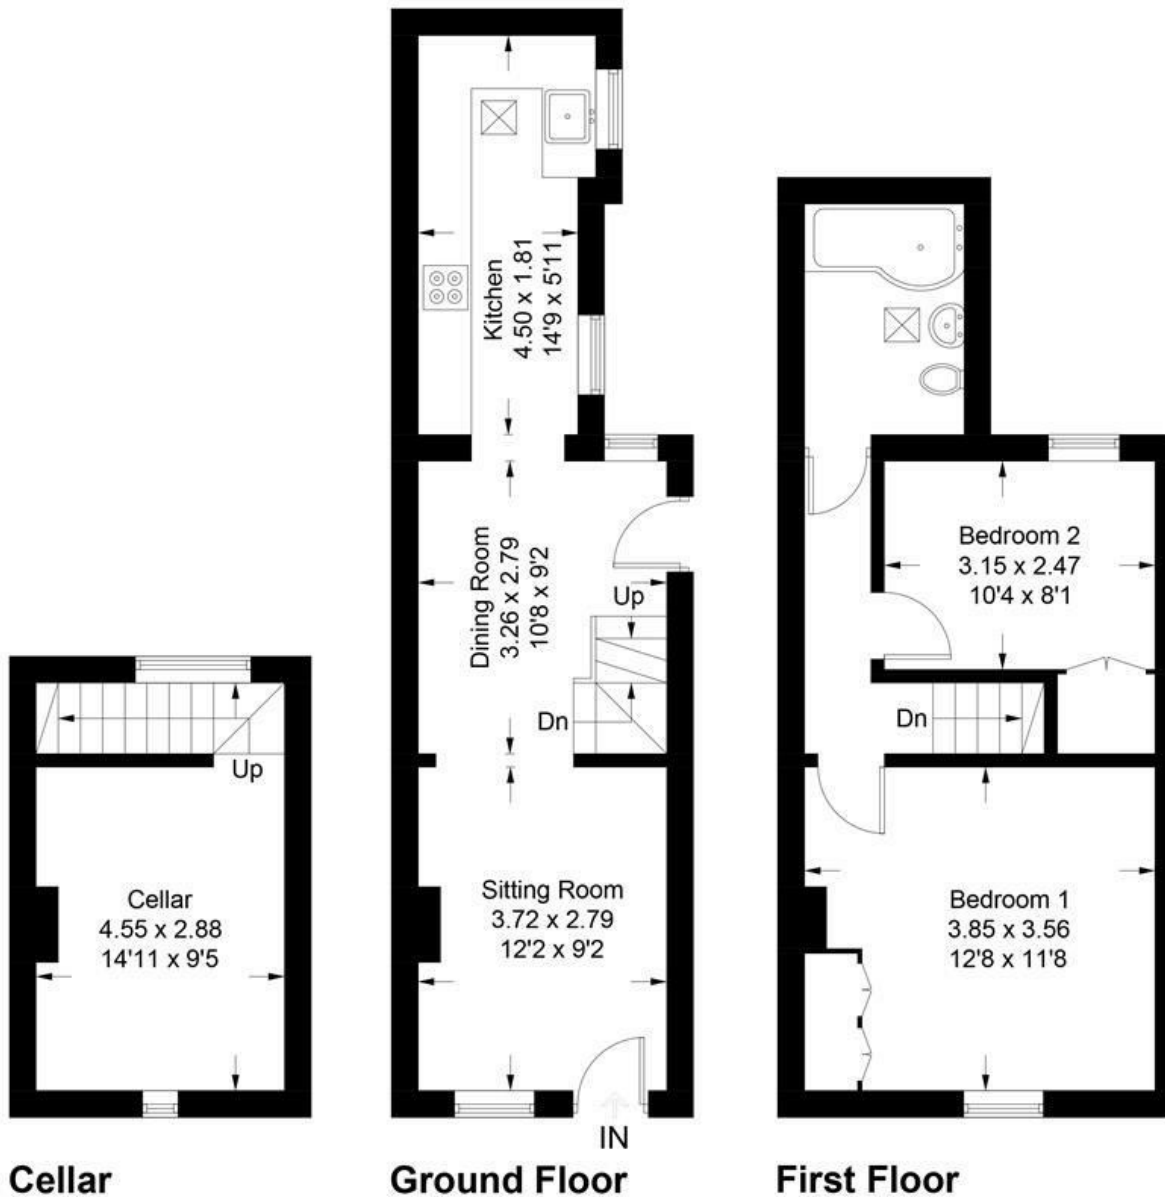 Kitchen
4.50 x 1.81
14'9 x 5'11
Dining Room
3.26 x 2.79
10'8 x 9'2
Up
Dn
Sitting Room
3.72 x 2.79
12'2 x 9'2
IN
Up
Cellar
4.55 x 2.88
14'11 x 9'5
Bedroom 2
3.15 x 2.47
10'4 x 8'1
Dn
Bedroom 1
3.85 x 3.56
12'8 x 11'8
Cellar
Ground Floor
First Floor